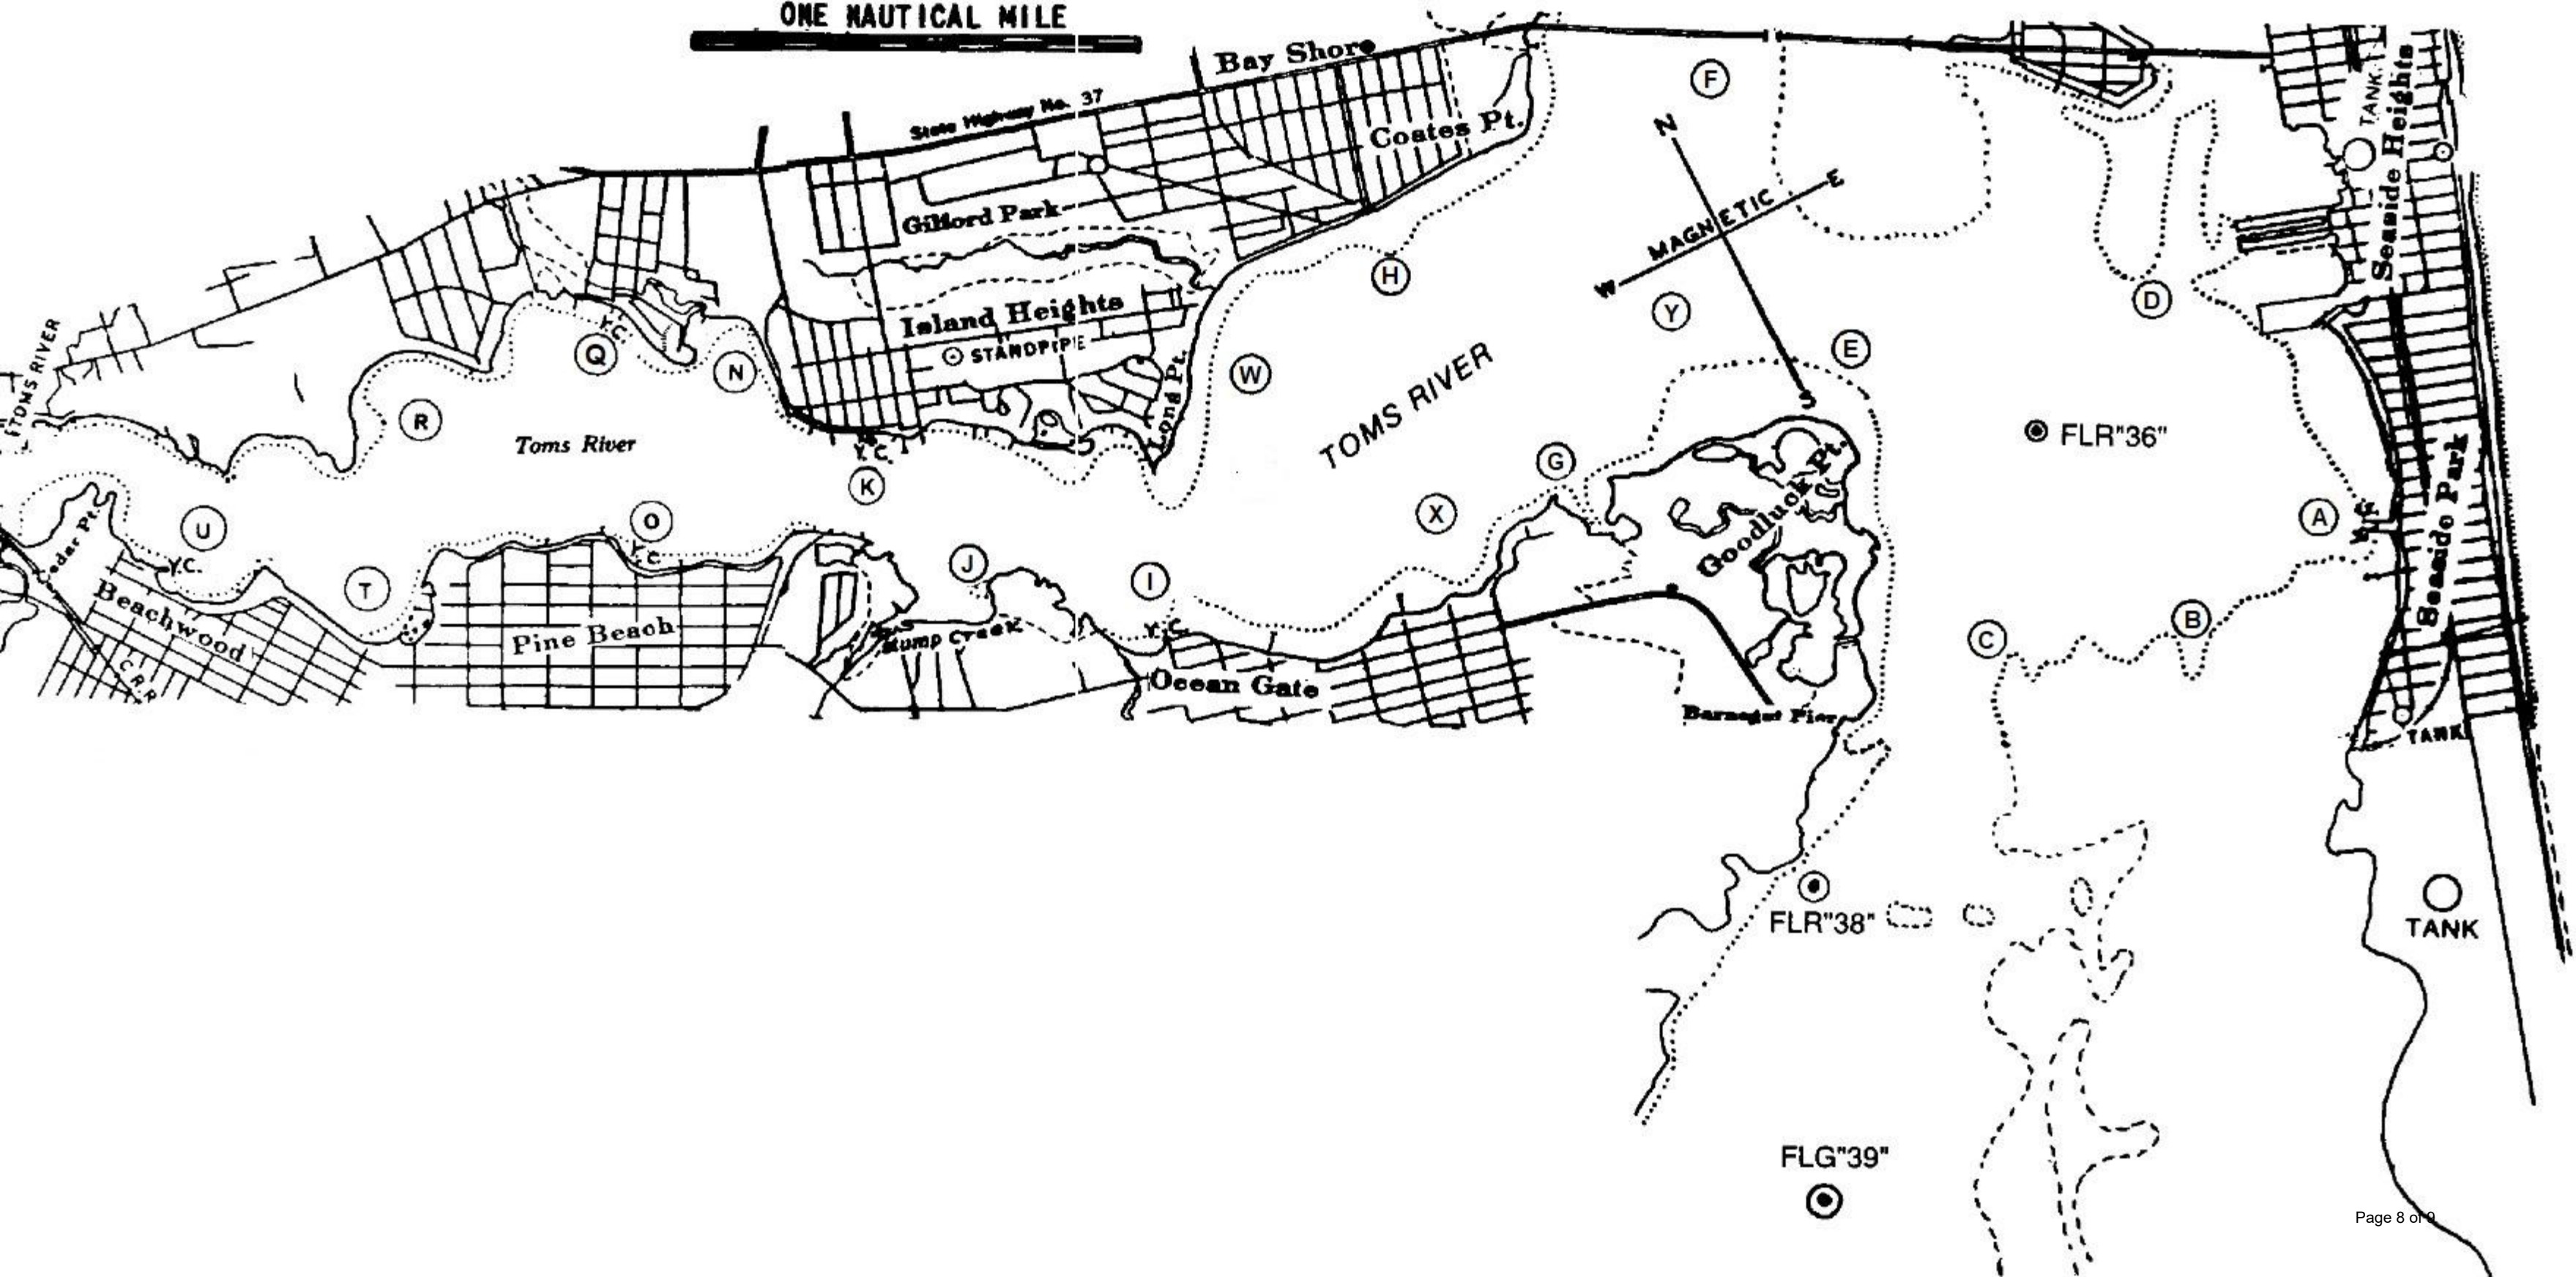 ONE NAUTICAL MILE
Bay Shore
State Highway No. 37
Coates Pt.
F
N
MAGNETIC
E
W
S
TANK
Seaside Heights
Gilford Park
H
Y
D
Island Heights
STANDPIPE
Y.C.
Q
N
W
Long Pt.
TOMS RIVER
E
TOMS RIVER
R
Toms River
FLR"36"
Y.C.
K
G
Goodluck Pt.
A
Seaside Park
Cedar Pt.
U
O
Y.C.
X
Y.C.
T
J
I
B
C
Beachwood
C.R.R.
Pine Beach
Stump Creek
Y.C.
Ocean Gate
Barnegat Pier
TANK
FLR"38"
TANK
FLG"39"
Page 8 of 9